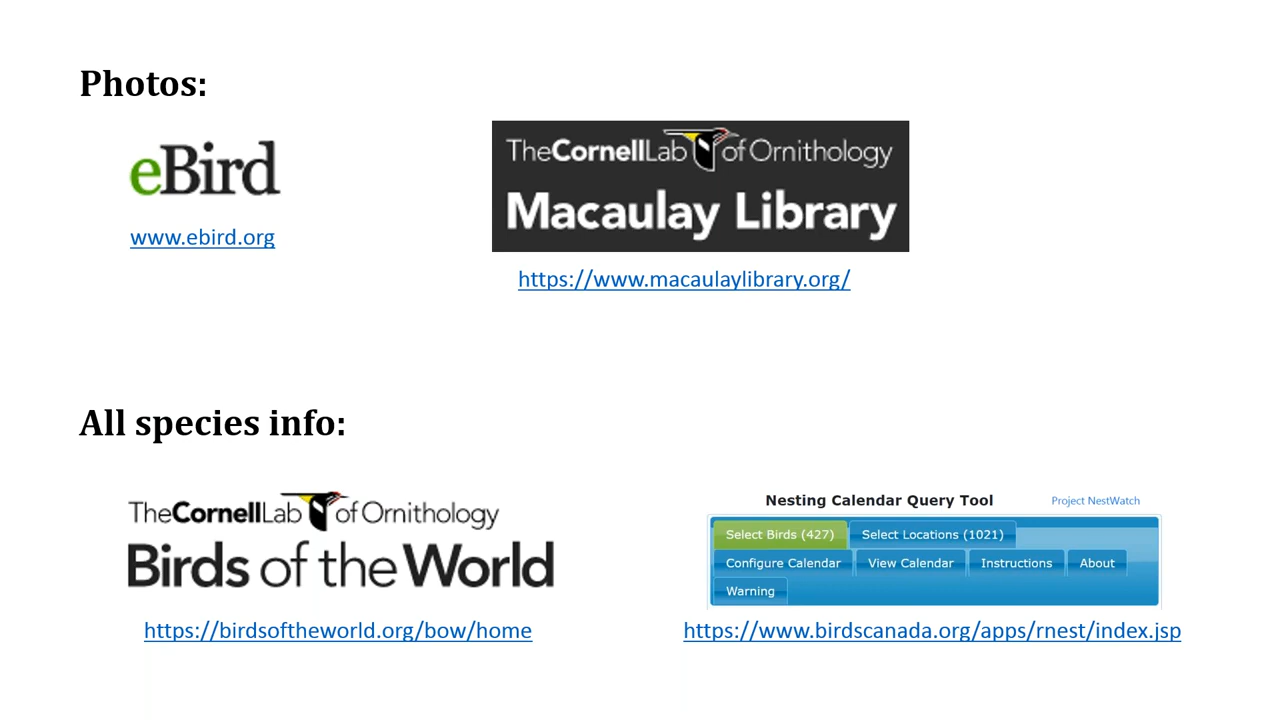 Photos:
eBird
www.ebird.org
TheCornellLab of Ornithology
Macaulay Library
https://www.macaulaylibrary.org/
All species info:
TheCornellLab of Ornithology
Birds of the World
https://birdsoftheworld.org/bow/home
Nesting Calendar Query Tool Project NestWatch
Select Birds (427) Select Locations (1021)
Configure Calendar View Calendar Instructions About
Warning
https://www.birdscanada.org/apps/rnest/index.jsp